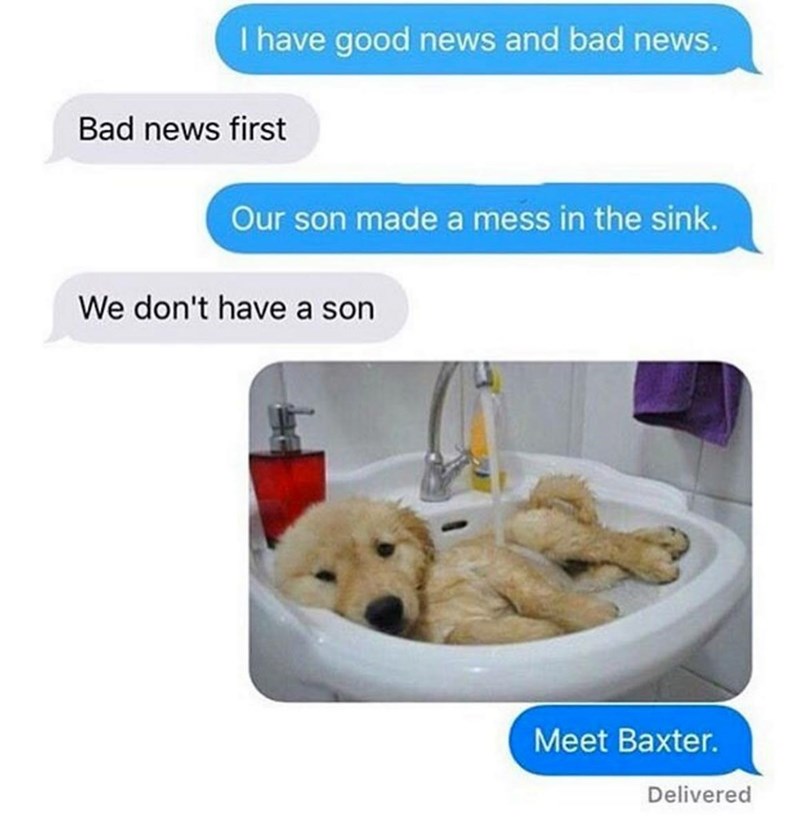 I have good news and bad news.
Bad news first
Our son made a mess in the sink.
We don't have a son
Meet Baxter.
Delivered